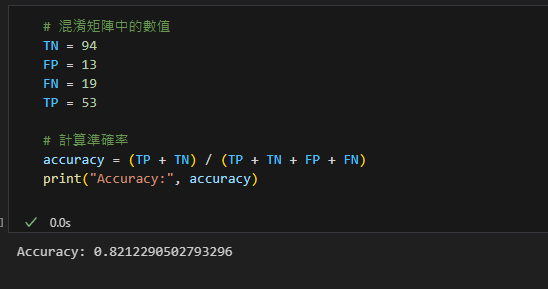 # 混淆矩陣中的數值
TN = 94
FP = 13
FN = 19
TP = 53
# 計算準確率
accuracy = (TP + TN) / (TP + TN + FP + FN)
print("Accuracy:", accuracy)
]
✓ 0.0s
Accuracy: 0.8212290502793296